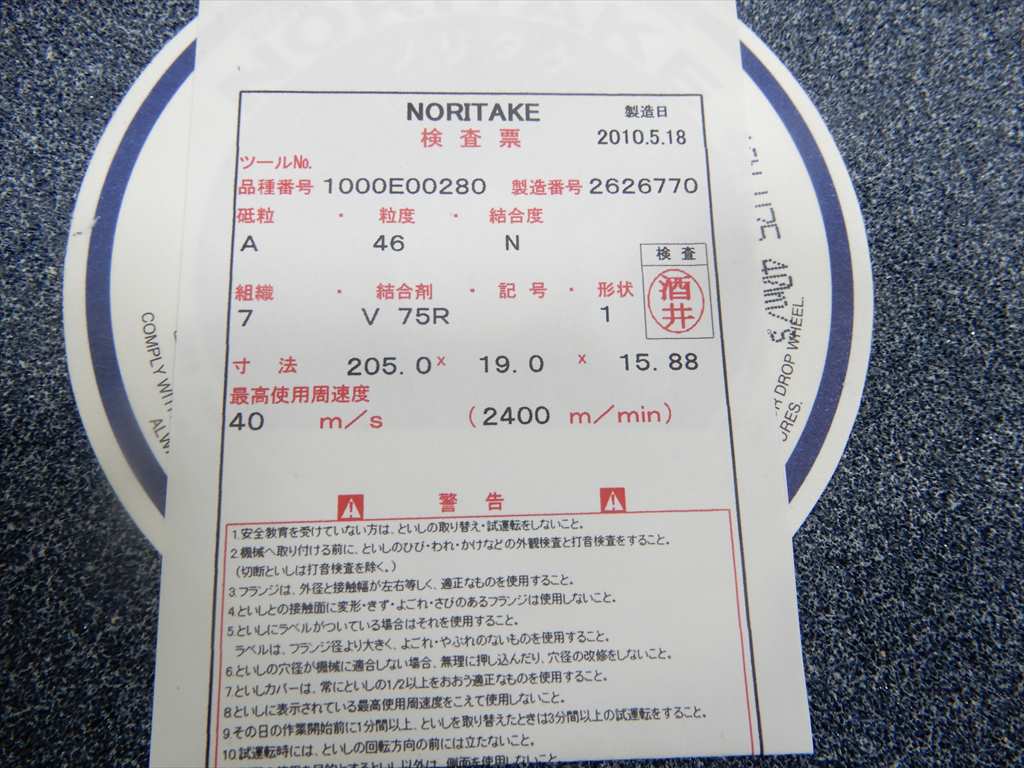 NORITAKE
製造日
検査票
2010.5.18
ツールNo.
品種番号 1000E00280 製造番号 2626770
砥粒 ・ 粒度 ・ 結合度
A 46 N
検査
酒井
組織 ・ 結合剤 ・ 記号 ・ 形状
7 V 75R 1
寸法 205.0 x 19.0 x 15.88
最高使用周速度
40 m/s (2400 m/min)
警告
1.安全教育を受けていない方は、といしの取り替え・試運転をしないこと。
2.機械へ取り付ける前に、といしのひび・われ・かけなどの外観検査と打音検査をすること。
(切断といしは打音検査を除く。)
3.フランジは、外径と接触幅が左右等しく、適正なものを使用すること。
4.といしとの接触面に変形・きず・よごれ・さびのあるフランジは使用しないこと。
5.といしにラベルがついている場合はそれを使用すること。
ラベルは、フランジ径より大きく、よごれ・やぶれのないものを使用すること。
6.といしの穴径が機械に適合しない場合、無理に押し込んだり、穴径の改修をしないこと。
7.といしカバーは、常にといしの1/2以上をおおう適正なものを使用すること。
8.といしに表示されている最高使用周速度をこえて使用しないこと。
9.その日の作業開始前に1分間以上、といしを取り替えたときは3分間以上の試運転をすること。
10.試運転時には、といしの回転方向の前には立たないこと。
COMPLY
DROP WHEEL.